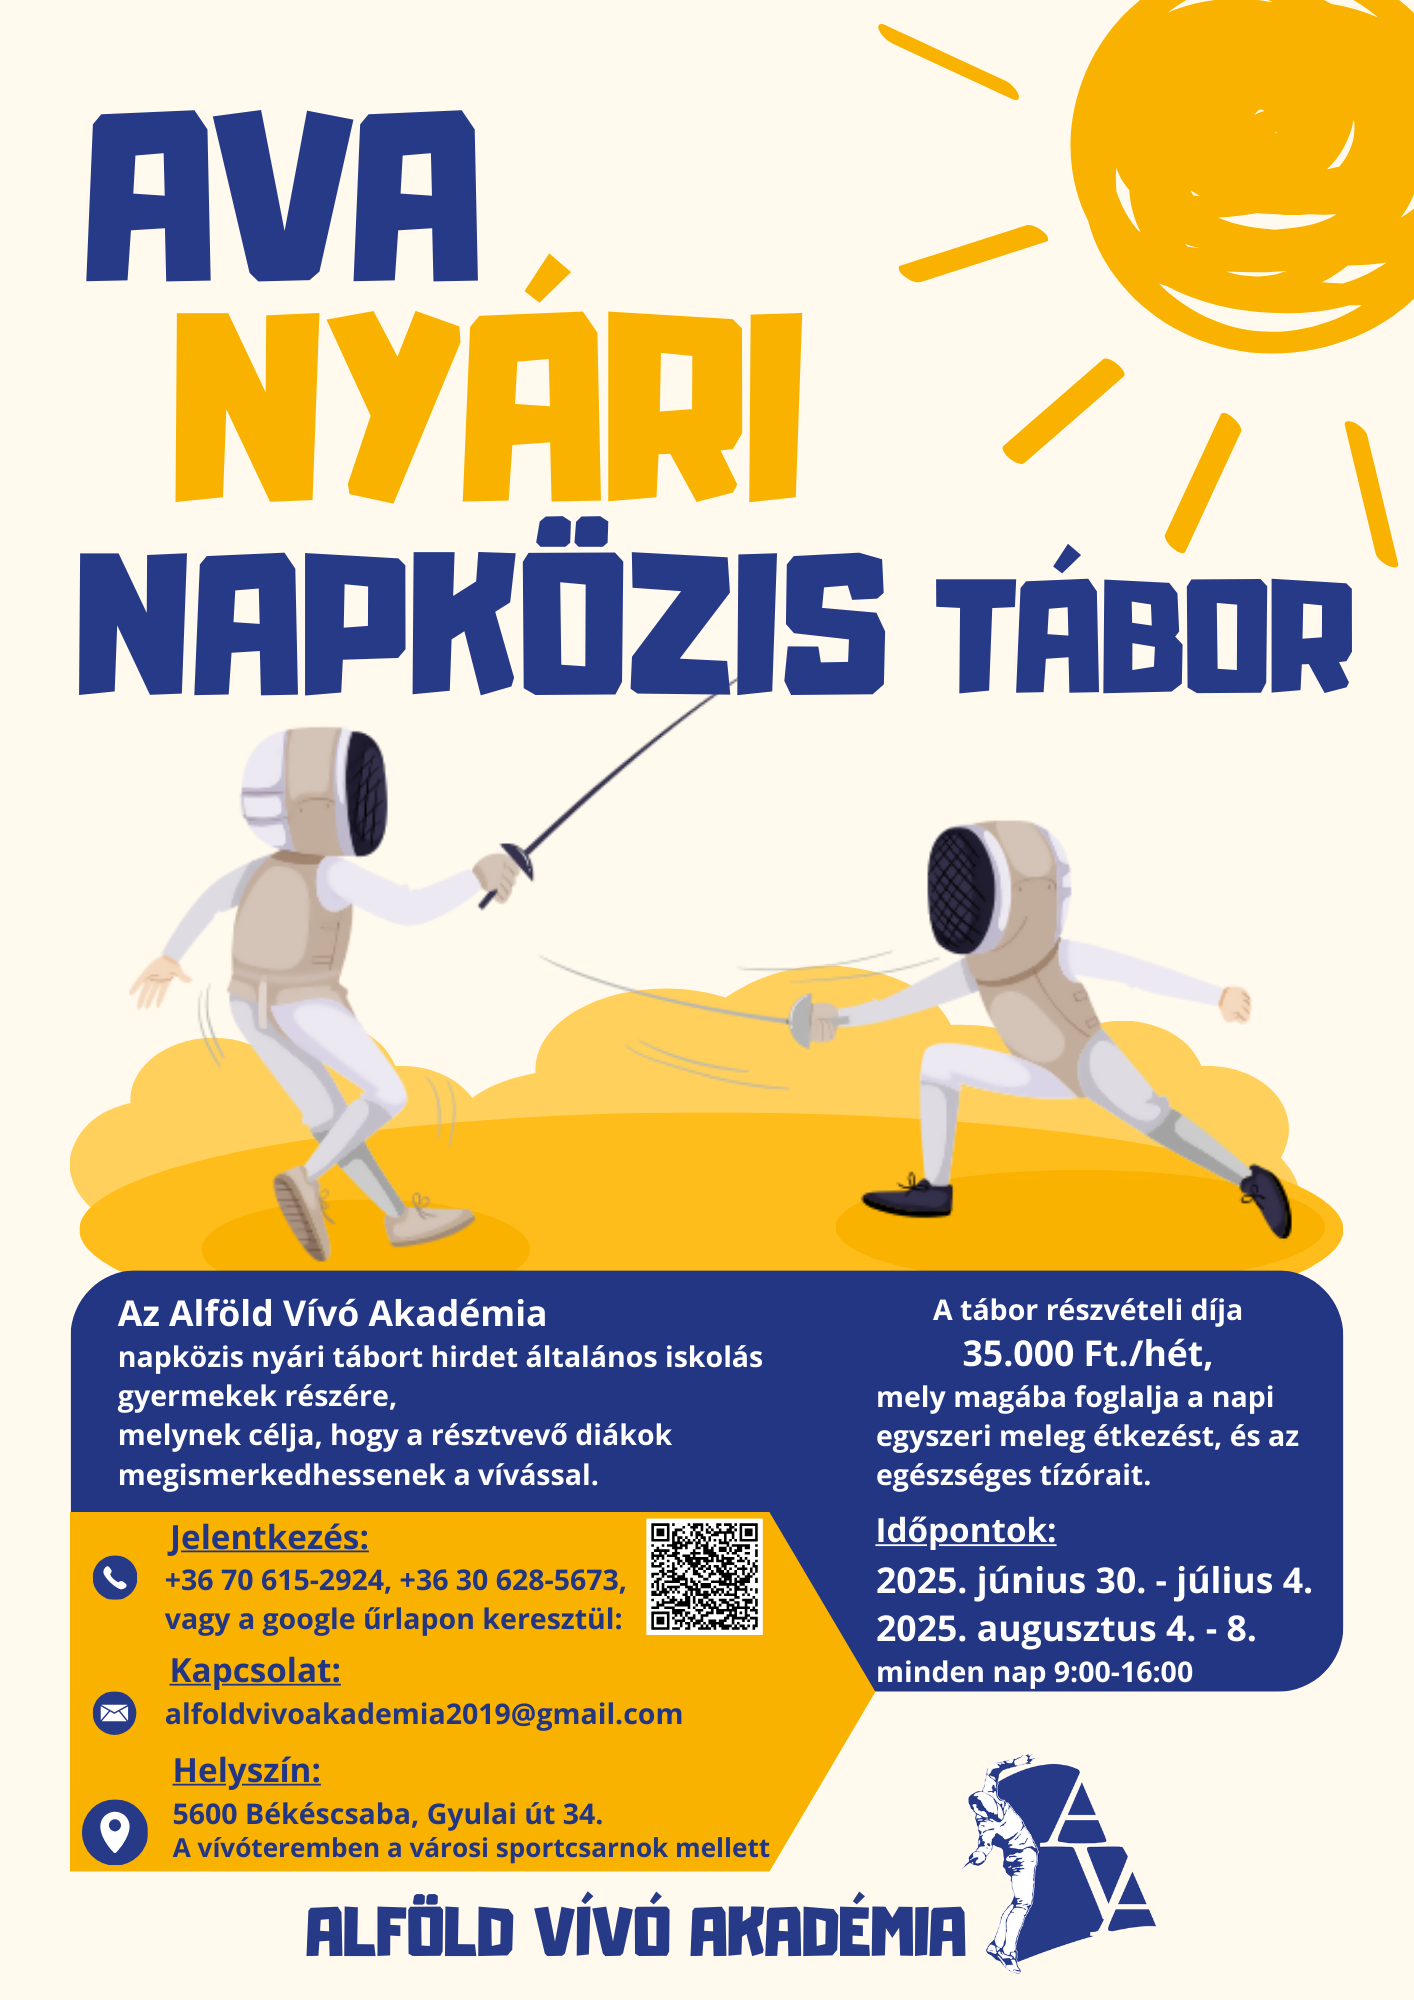 AVA
NYÁRI
NAPKÖZIS TÁBOR
Az Alföld Vívó Akadémia
napközis nyári tábort hirdet általános iskolás
gyermekek részére,
melynek célja, hogy a résztvevő diákok
megismerkedhessenek a vívással.
A tábor részvételi díja
35.000 Ft./hét,
mely magába foglalja a napi
egyszeri meleg étkezést, és az
egészséges tízórait.
Időpontok:
2025. június 30. - július 4.
2025. augusztus 4. - 8.
minden nap 9:00-16:00
Jelentkezés:
+36 70 615-2924, +36 30 628-5673,
vagy a google űrlapon keresztül:
Kapcsolat:
alfoldvivoakademia2019@gmail.com
Helyszín:
5600 Békéscsaba, Gyulai út 34.
A vívóteremben a városi sportcsarnok mellett
ALFÖLD VÍVÓ AKADÉMIA
AVA